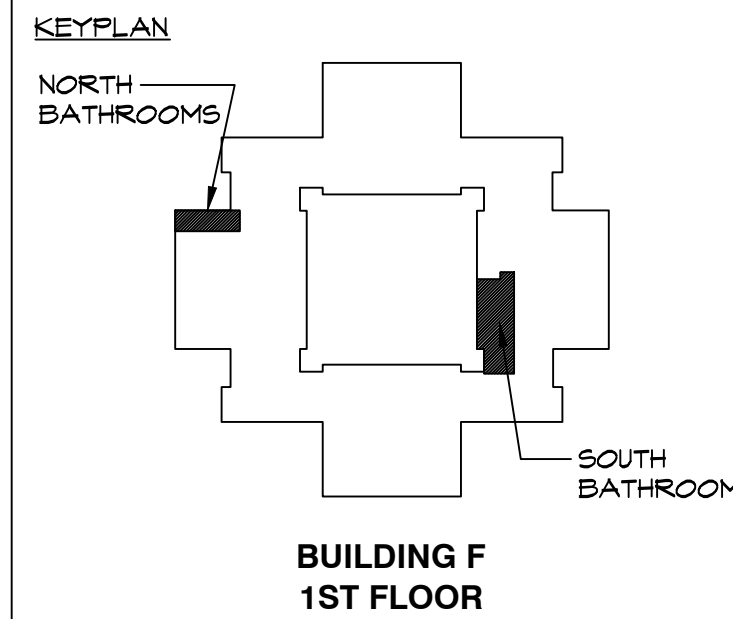 KEYPLAN
NORTH
BATHROOMS
SOUTH
BATHROOM
BUILDING F
1ST FLOOR